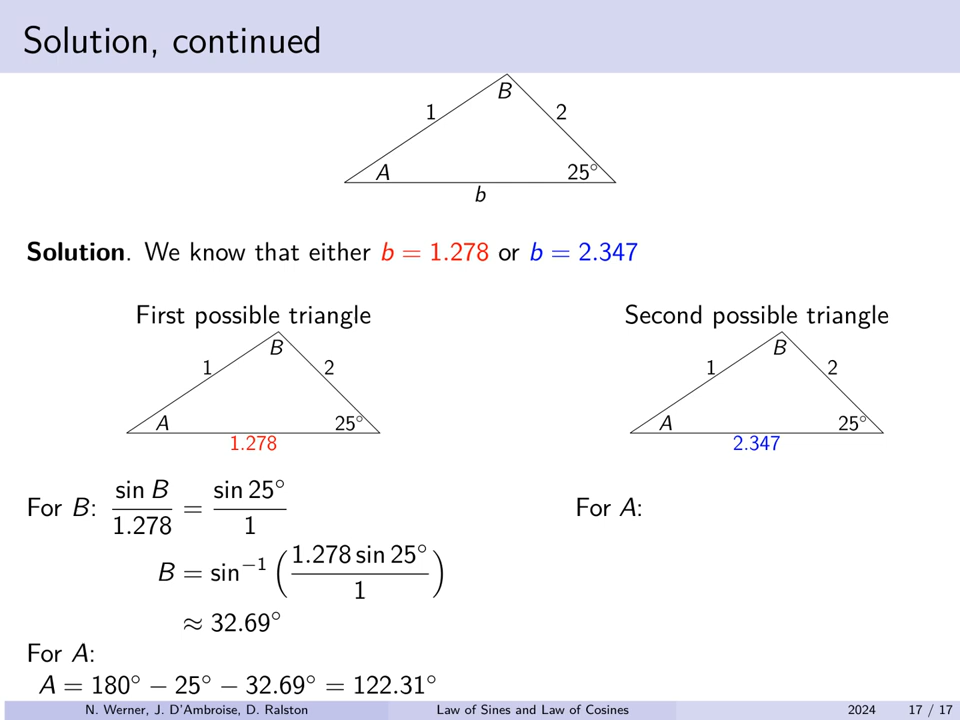 Solution, continued
B
1 2
A 25°
b
Solution. We know that either b = 1.278 or b = 2.347
First possible triangle
B
1 2
A 25°
1.278
For B: sin B / 1.278 = sin 25° / 1
B = sin⁻¹ (1.278 sin 25° / 1)
≈ 32.69°
For A:
A = 180° − 25° − 32.69° = 122.31°
Second possible triangle
B
1 2
A 25°
2.347
For A:
N. Werner, J. D'Ambroise, D. Ralston Law of Sines and Law of Cosines 2024 17 / 17